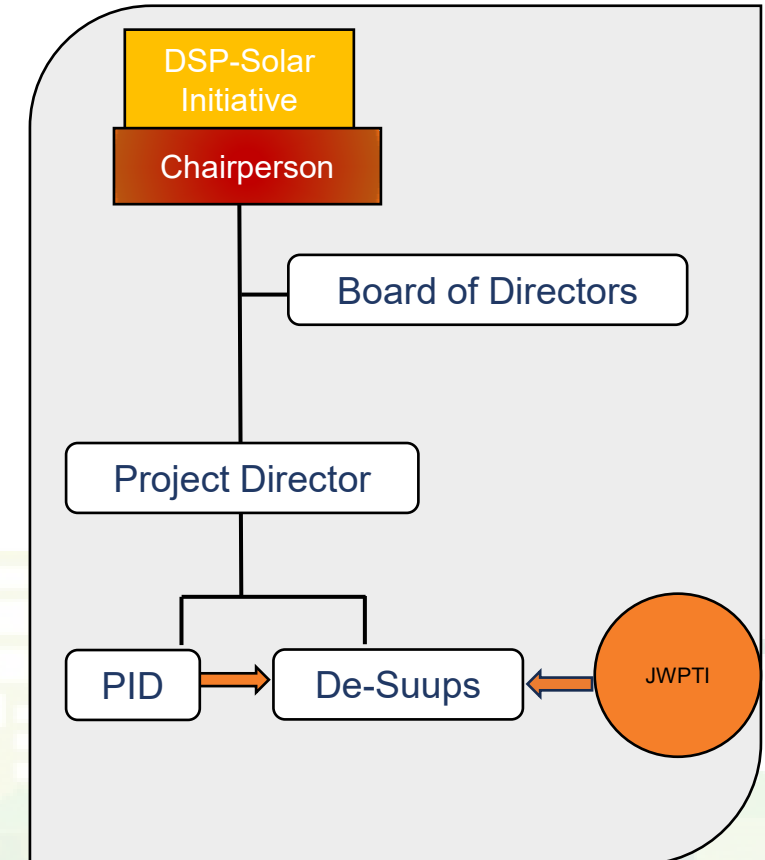 DSP-Solar
Initiative
Chairperson
Board of Directors
Project Director
PID
De-Suups
JWPTI